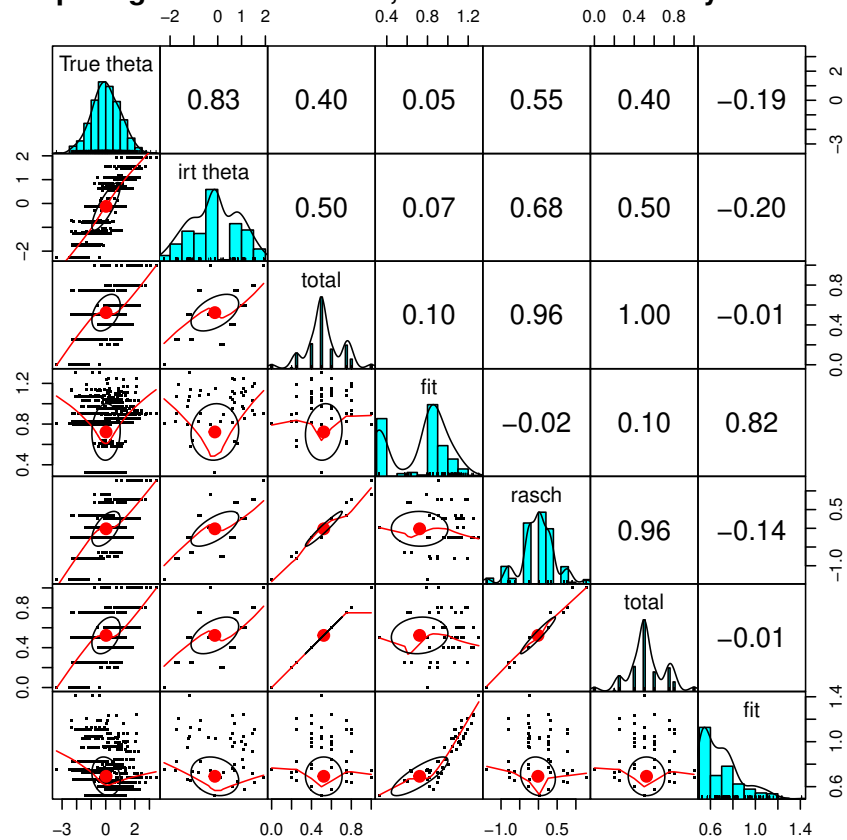 −2 0 1 2 0.4 0.8 1.2 0.0 0.4 0.8
True theta 0.83 0.40 0.05 0.55 0.40 −0.19 −3 0 2
−2 0 1 2 irt theta 0.50 0.07 0.68 0.50 −0.20
total 0.10 0.96 1.00 −0.01 0.0 0.4 0.8
0.4 0.8 1.2 fit −0.02 0.10 0.82
rasch 0.96 −0.14 −1.0 0.5
0.0 0.4 0.8 total −0.01
fit 0.6 1.0 1.4
−3 0 2 0.0 0.4 0.8 −1.0 0.5 0.6 1.0 1.4